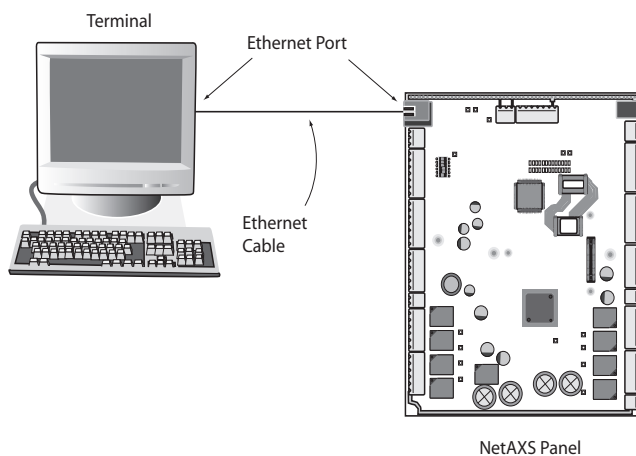 Terminal
Ethernet Port
Ethernet
Cable
NetAXS Panel